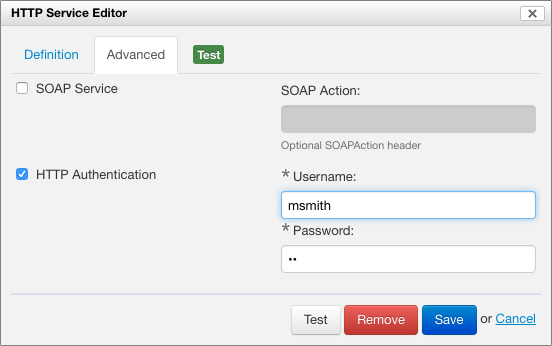 HTTP Service Editor
Definition Advanced Test
SOAP Service SOAP Action:
Optional SOAPAction header
HTTP Authentication * Username:
msmith
* Password:
••
Test Remove Save or Cancel